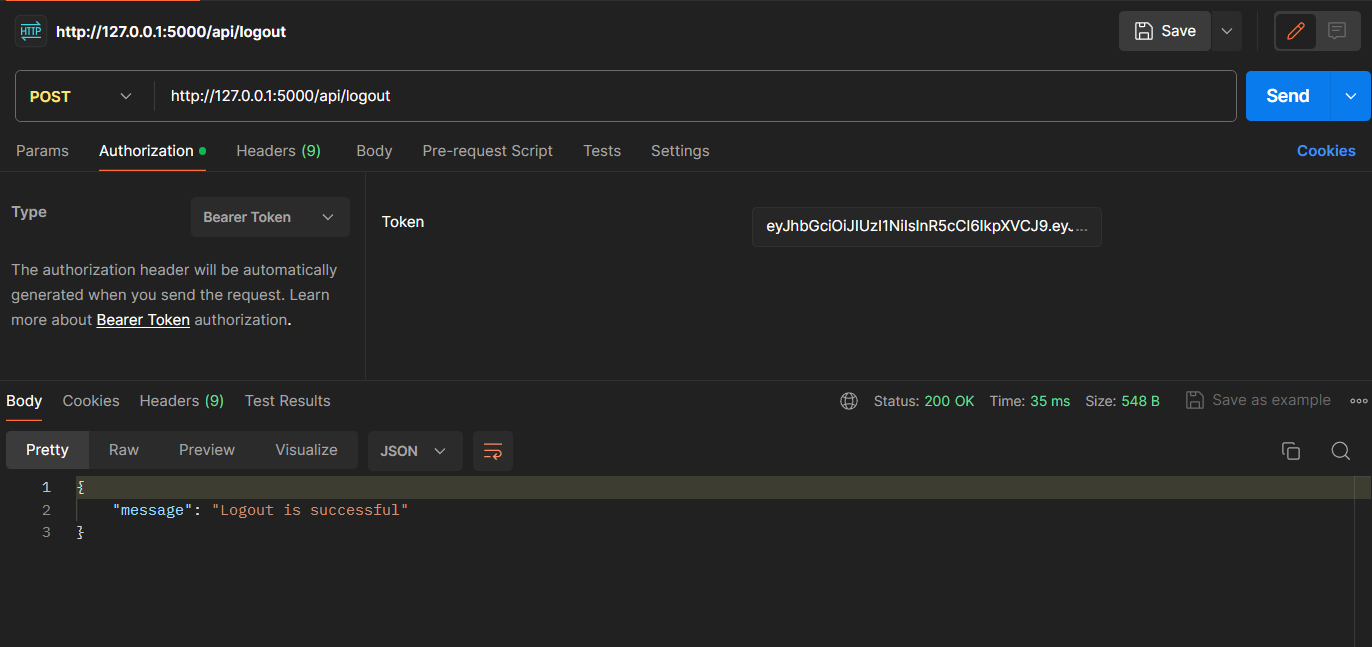 HTTP http://127.0.0.1:5000/api/logout Save
POST http://127.0.0.1:5000/api/logout Send
Params Authorization Headers (9) Body Pre-request Script Tests Settings Cookies
Type Bearer Token
The authorization header will be automatically
generated when you send the request. Learn
more about Bearer Token authorization.
Token eyJhbGciOiJIUzI1NiIsInR5cCI6IkpXVCJ9.eyJ...
Body Cookies Headers (9) Test Results Status: 200 OK Time: 35 ms Size: 548 B Save as example
Pretty Raw Preview Visualize JSON
1 {
2 "message": "Logout is successful"
3 }